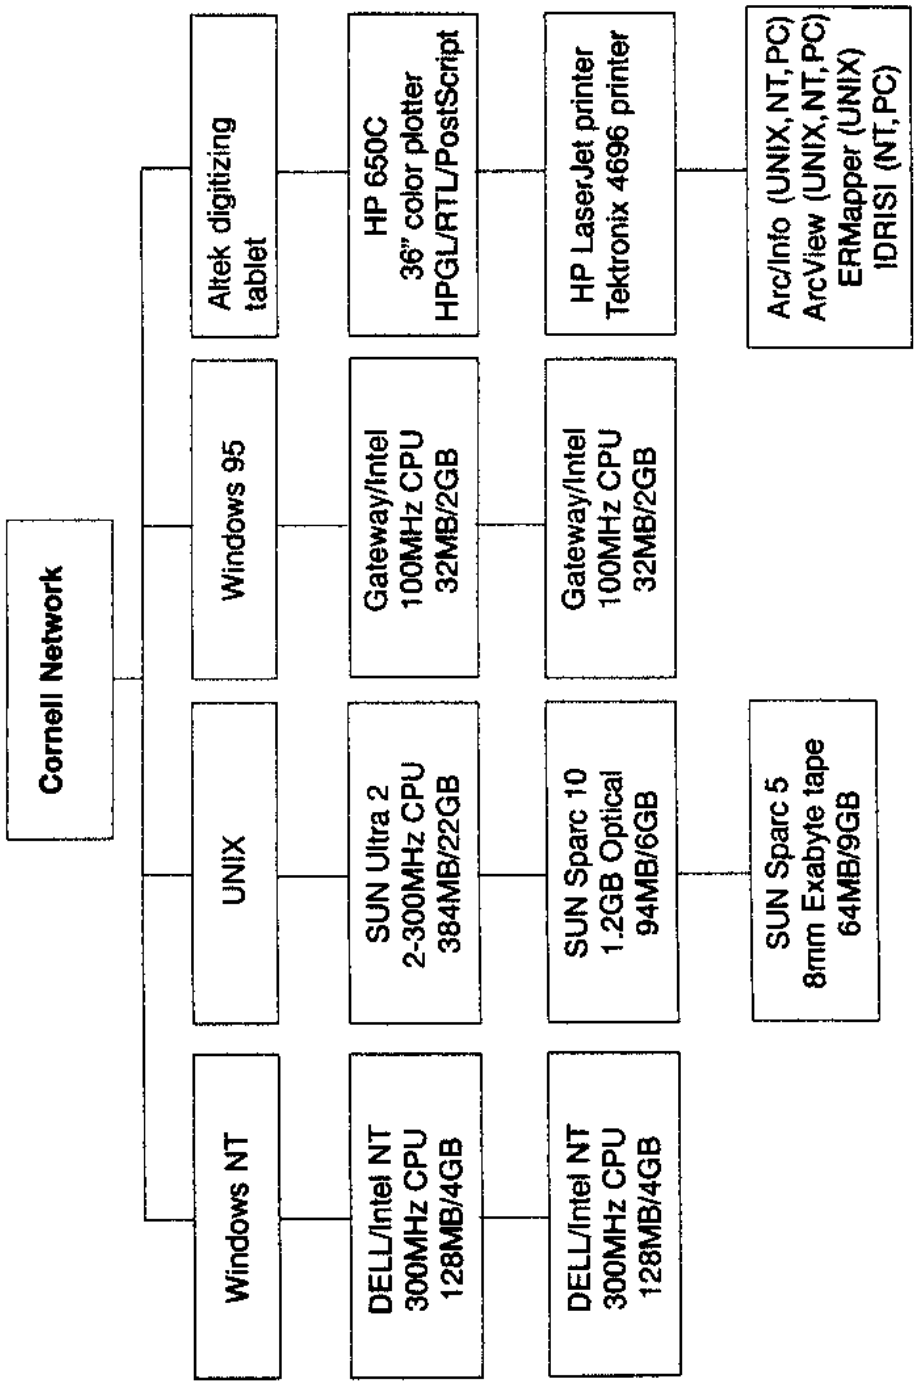 Cornell Network
Windows NT
DELL/Intel NT
300MHz CPU
128MB/4GB
DELL/Intel NT
300MHz CPU
128MB/4GB
UNIX
SUN Ultra 2
2-300MHz CPU
384MB/22GB
SUN Sparc 10
1.2GB Optical
94MB/6GB
SUN Sparc 5
8mm Exabyte tape
64MB/9GB
Windows 95
Gateway/Intel
100MHz CPU
32MB/2GB
Gateway/Intel
100MHz CPU
32MB/2GB
Altek digitizing
tablet
HP 650C
36" color plotter
HPGL/RTL/PostScript
HP LaserJet printer
Tektronix 4696 printer
Arc/Info (UNIX, NT, PC)
ArcView (UNIX, NT, PC)
ERMapper (UNIX)
IDRISI (NT, PC)